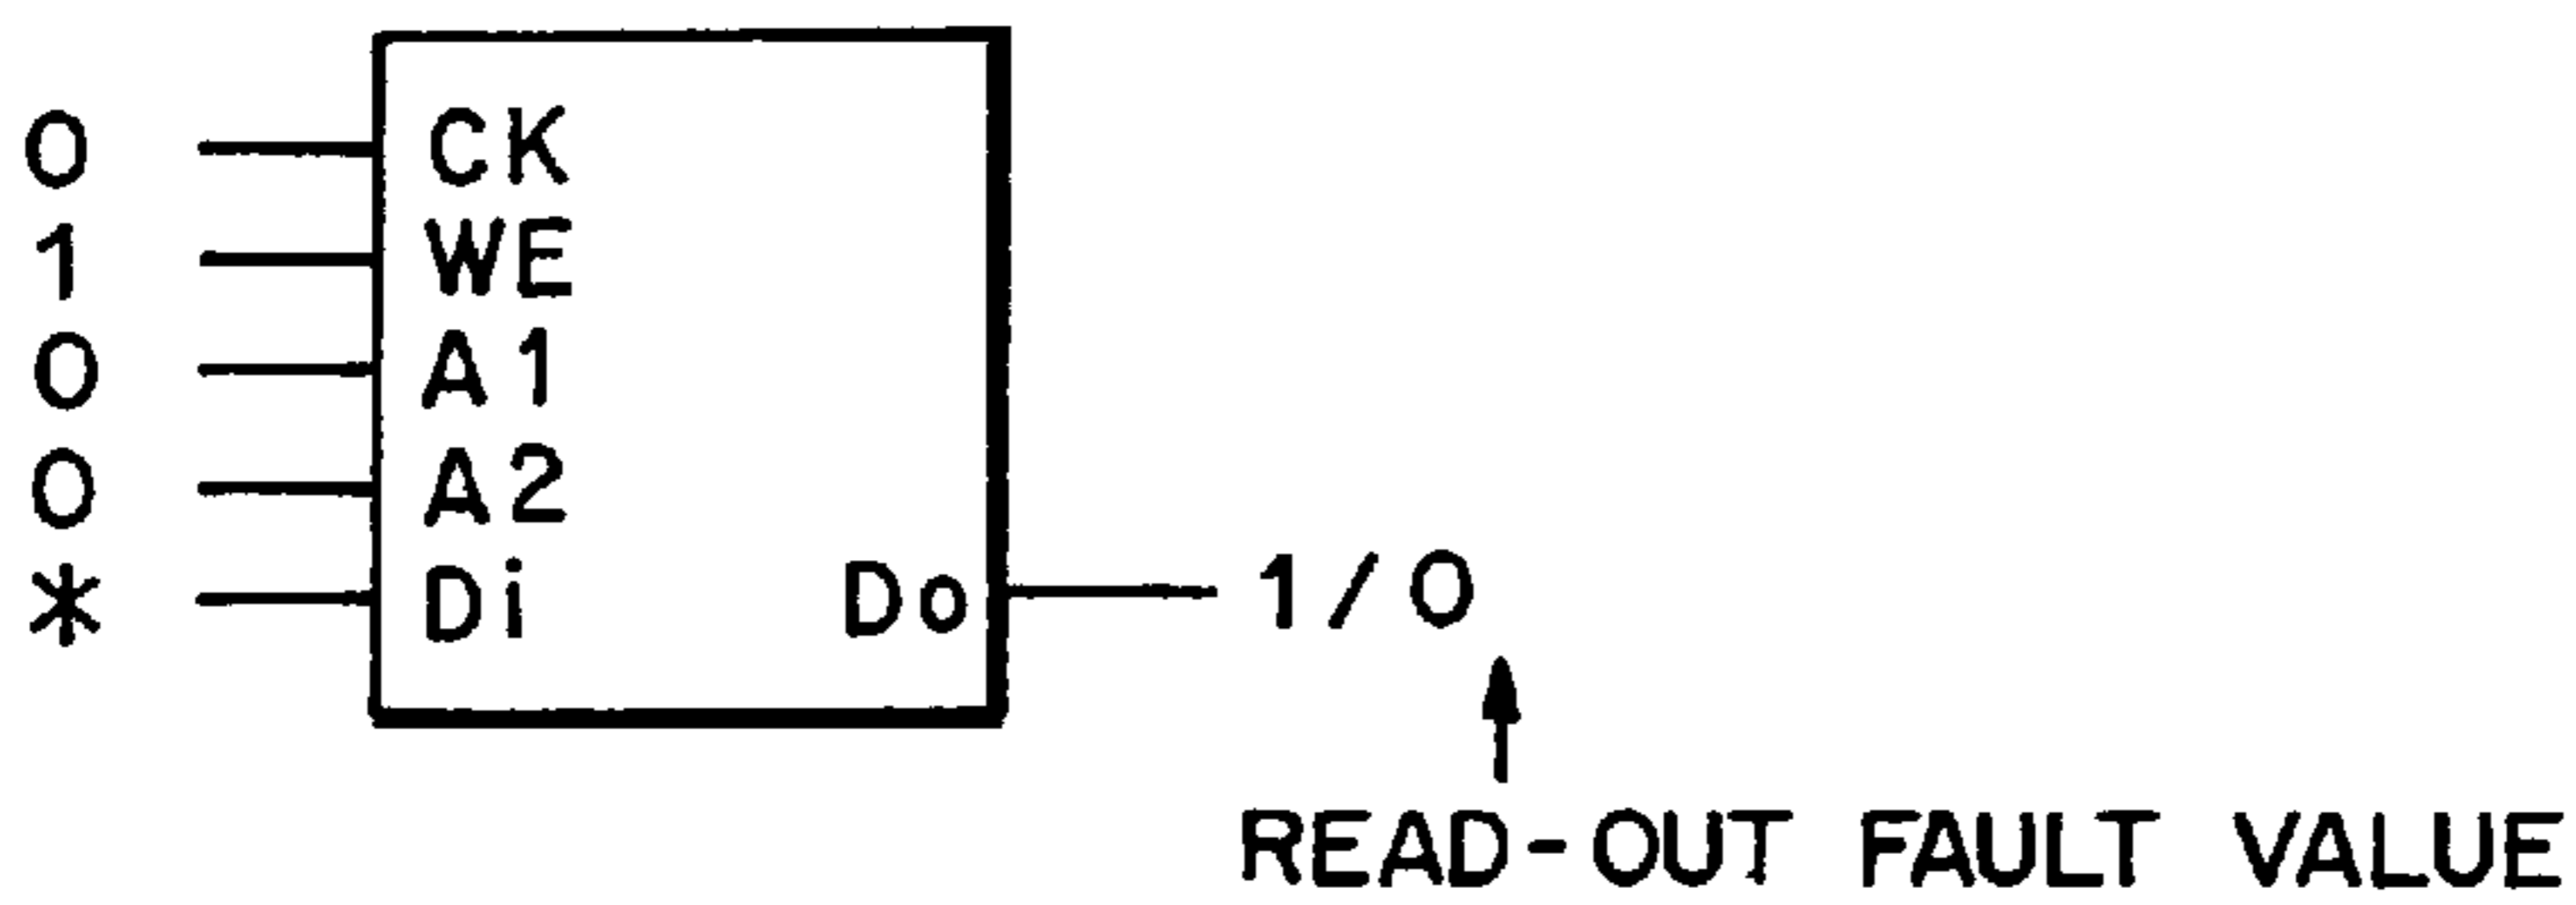 0 CK
1 WE
0 A1
0 A2
* Di Do 1/0
READ-OUT FAULT VALUE